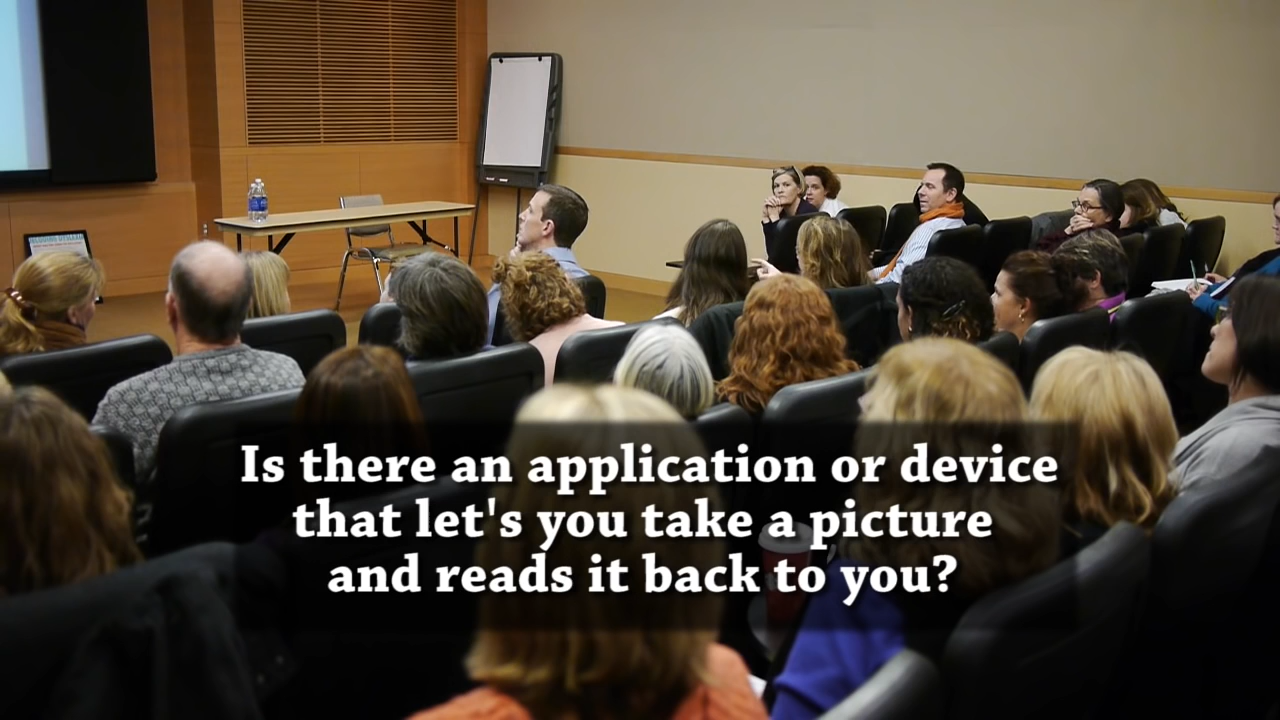 Is there an application or device
that let's you take a picture
and reads it back to you?